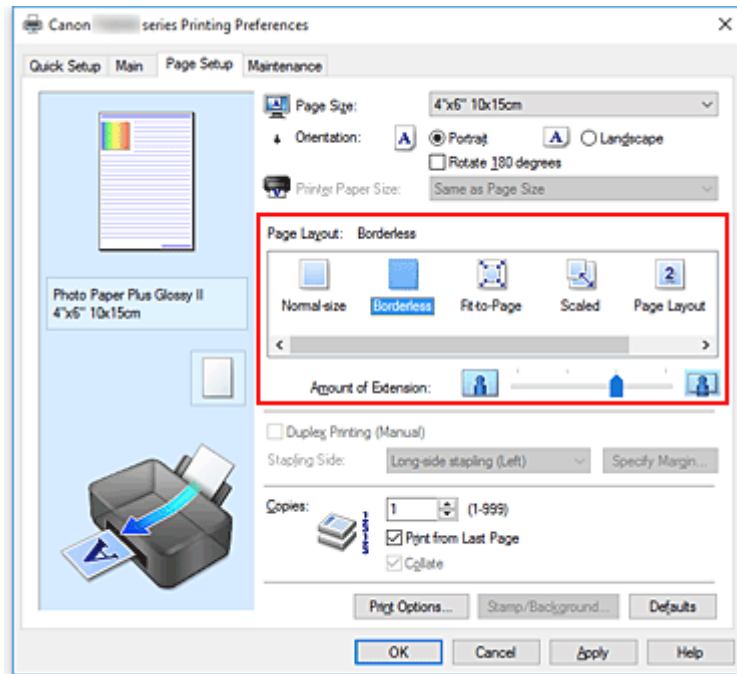 Canon series Printing Preferences
Quick Setup Main Page Setup Maintenance
Page Size: 4"x6" 10x15cm
Orientation: A Portrait A Landscape
Rotate 180 degrees
Printer Paper Size: Same as Page Size
Page Layout: Borderless
2
Normal-size Borderless Fit-to-Page Scaled Page Layout
Photo Paper Plus Glossy II
4"x6" 10x15cm
Amount of Extension:
Duplex Printing (Manual)
Stapling Side: Long-side stapling (Left) Specify Margin...
Copies: 1 (1-999)
Print from Last Page
Collate
A
Print Options... Stamp/Background... Defaults
OK Cancel Apply Help